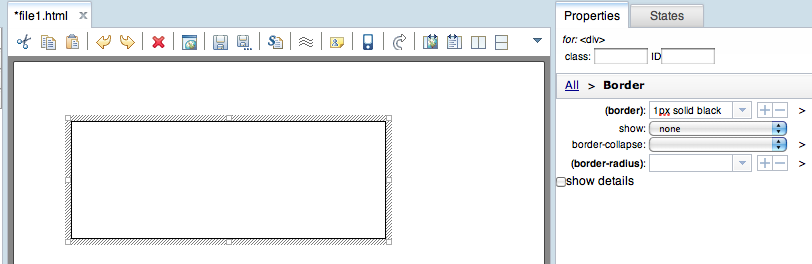 *file1.html
Properties
States
for: <div>
class:
ID
All > Border
(border): 1px solid black
show: none
border-collapse:
(border-radius):
show details